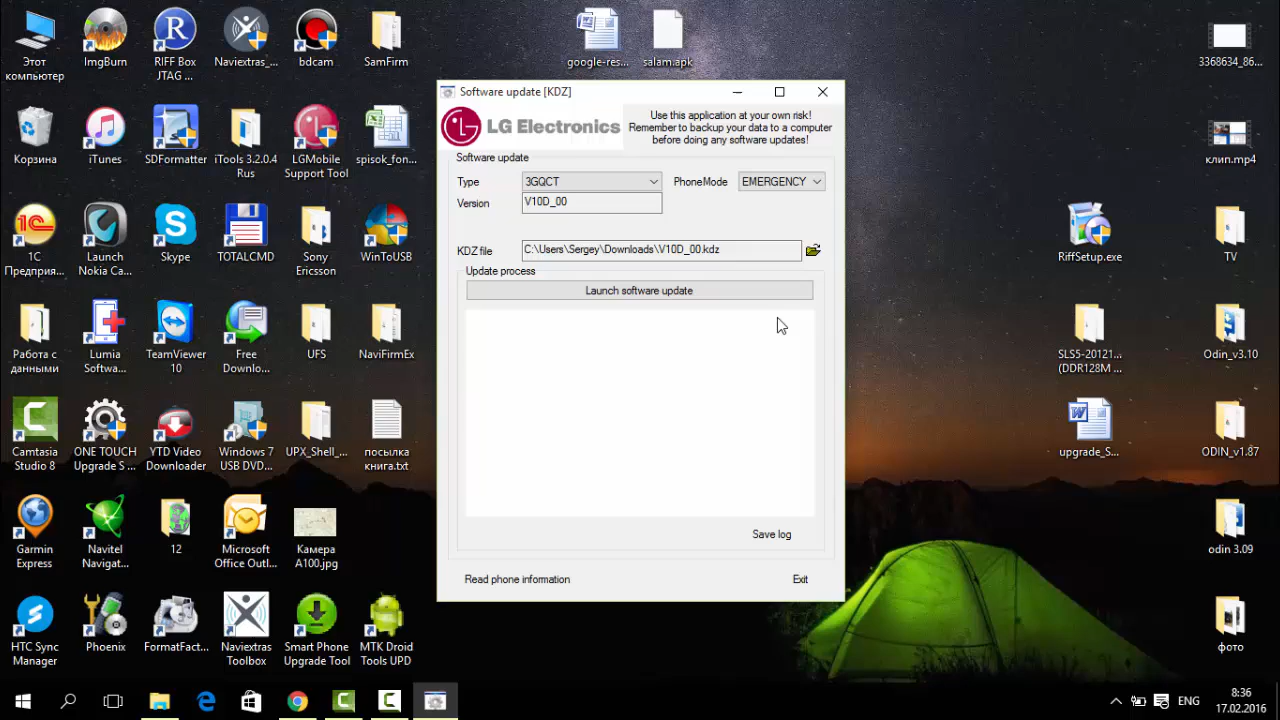 Этот
компьютер
ImgBurn
RIFF Box
JTAG ...
Naviextras_...
bdcam
SamFirm
google-res...
salam.apk
3368634_86...
Корзина
iTunes
SDFormatter
iTools 3.2.0.4
Rus
LGMobile
Support Tool
spisok_fon...
клип.mp4
1С
Предприя...
Launch
Nokia Ca...
Skype
TOTALCMD
Sony
Ericsson
WinToUSB
RiffSetup.exe
TV
Работа с
данными
Lumia
Softwa...
TeamViewer
10
Free
Downlo...
UFS
NaviFirmEx
SLS5-20121...
(DDR128M ...
Odin_v3.10
Camtasia
Studio 8
ONE TOUCH
Upgrade S ...
YTD Video
Downloader
Windows 7
USB DVD...
UPX_Shell_...
посылка
книга.txt
upgrade_S...
ODIN_v1.87
Garmin
Express
Navitel
Navigat...
12
Microsoft
Office Outl...
Камера
A100.jpg
odin 3.09
HTC Sync
Manager
Phoenix
FormatFact...
Naviextras
Toolbox
Smart Phone
Upgrade Tool
MTK Droid
Tools UPD
фото
Software update [KDZ]
LG Electronics
Use this application at your own risk!
Remember to backup your data to a computer
before doing any software updates!
Software update
Type
3GQCT
PhoneMode
EMERGENCY
Version
V10D_00
KDZ file
C:\Users\Sergey\Downloads\V10D_00.kdz
Update process
Launch software update
Save log
Read phone information
Exit
ENG
8:36
17.02.2016